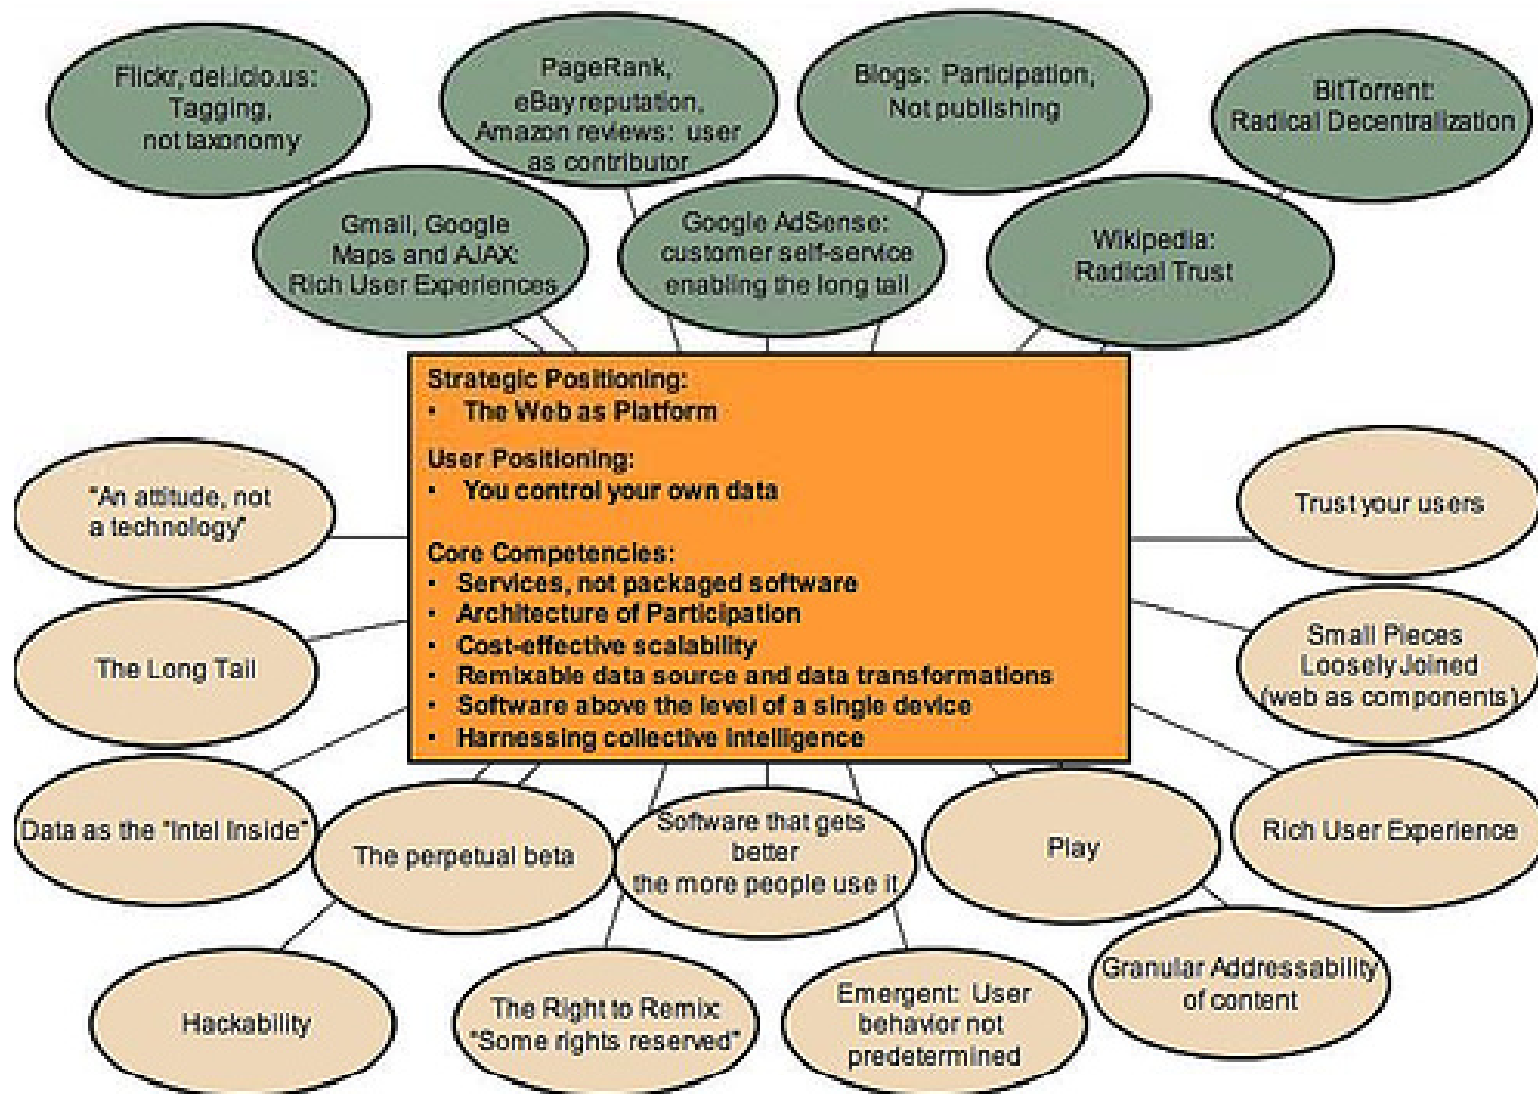 Flickr, del.icio.us:
Tagging,
not taxonomy
PageRank,
eBay reputation,
Amazon reviews: user
as contributor
Blogs: Participation,
Not publishing
BitTorrent:
Radical Decentralization
Gmail, Google
Maps and AJAX:
Rich User Experiences
Google AdSense:
customer self-service
enabling the long tail
Wikipedia:
Radical Trust
Strategic Positioning:
• The Web as Platform
User Positioning:
• You control your own data
Core Competencies:
• Services, not packaged software
• Architecture of Participation
• Cost-effective scalability
• Remixable data source and data transformations
• Software above the level of a single device
• Harnessing collective intelligence
"An attitude, not
a technology"
Trust your users
The Long Tail
Small Pieces
Loosely Joined
(web as components)
Data as the "Intel Inside"
The perpetual beta
Software that gets
better
the more people use it
Play
Rich User Experience
Hackability
The Right to Remix:
"Some rights reserved"
Emergent: User
behavior not
predetermined
Granular Addressability
of content